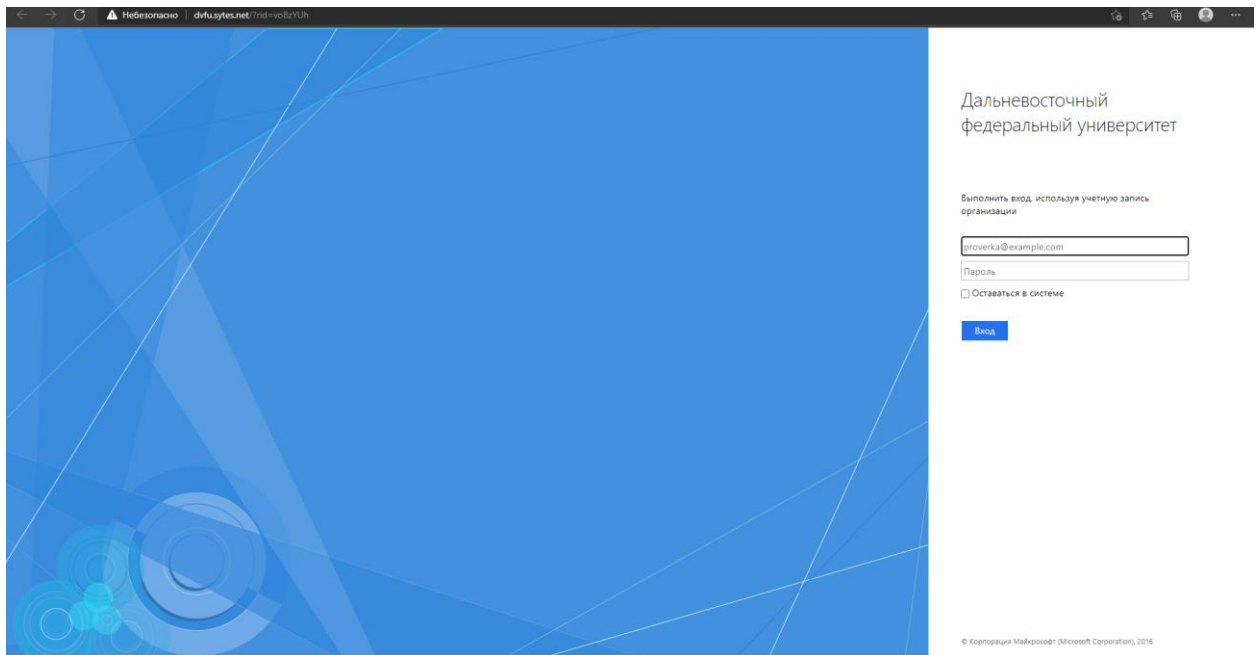 Небезопасно | dvfu.sytes.net/?rid=vo8zYUh
Дальневосточный
федеральный университет
Выполнить вход, используя учетную запись
организации
proverka@example.com
Пароль
Оставаться в системе
Вход
© Корпорация Майкрософт (Microsoft Corporation), 2016